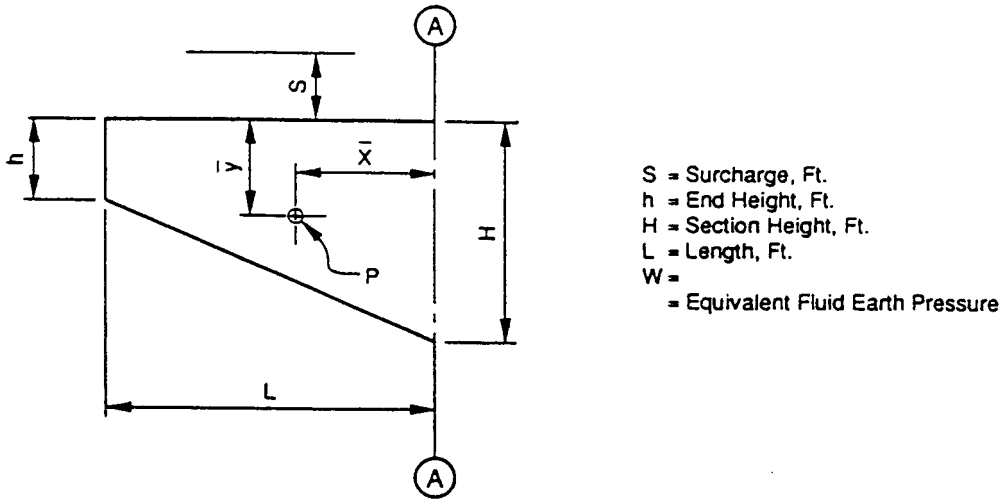 A
S
h
y
X
P
H
L
A
S = Surcharge, Ft.
h = End Height, Ft.
H = Section Height, Ft.
L = Length, Ft.
W =
= Equivalent Fluid Earth Pressure